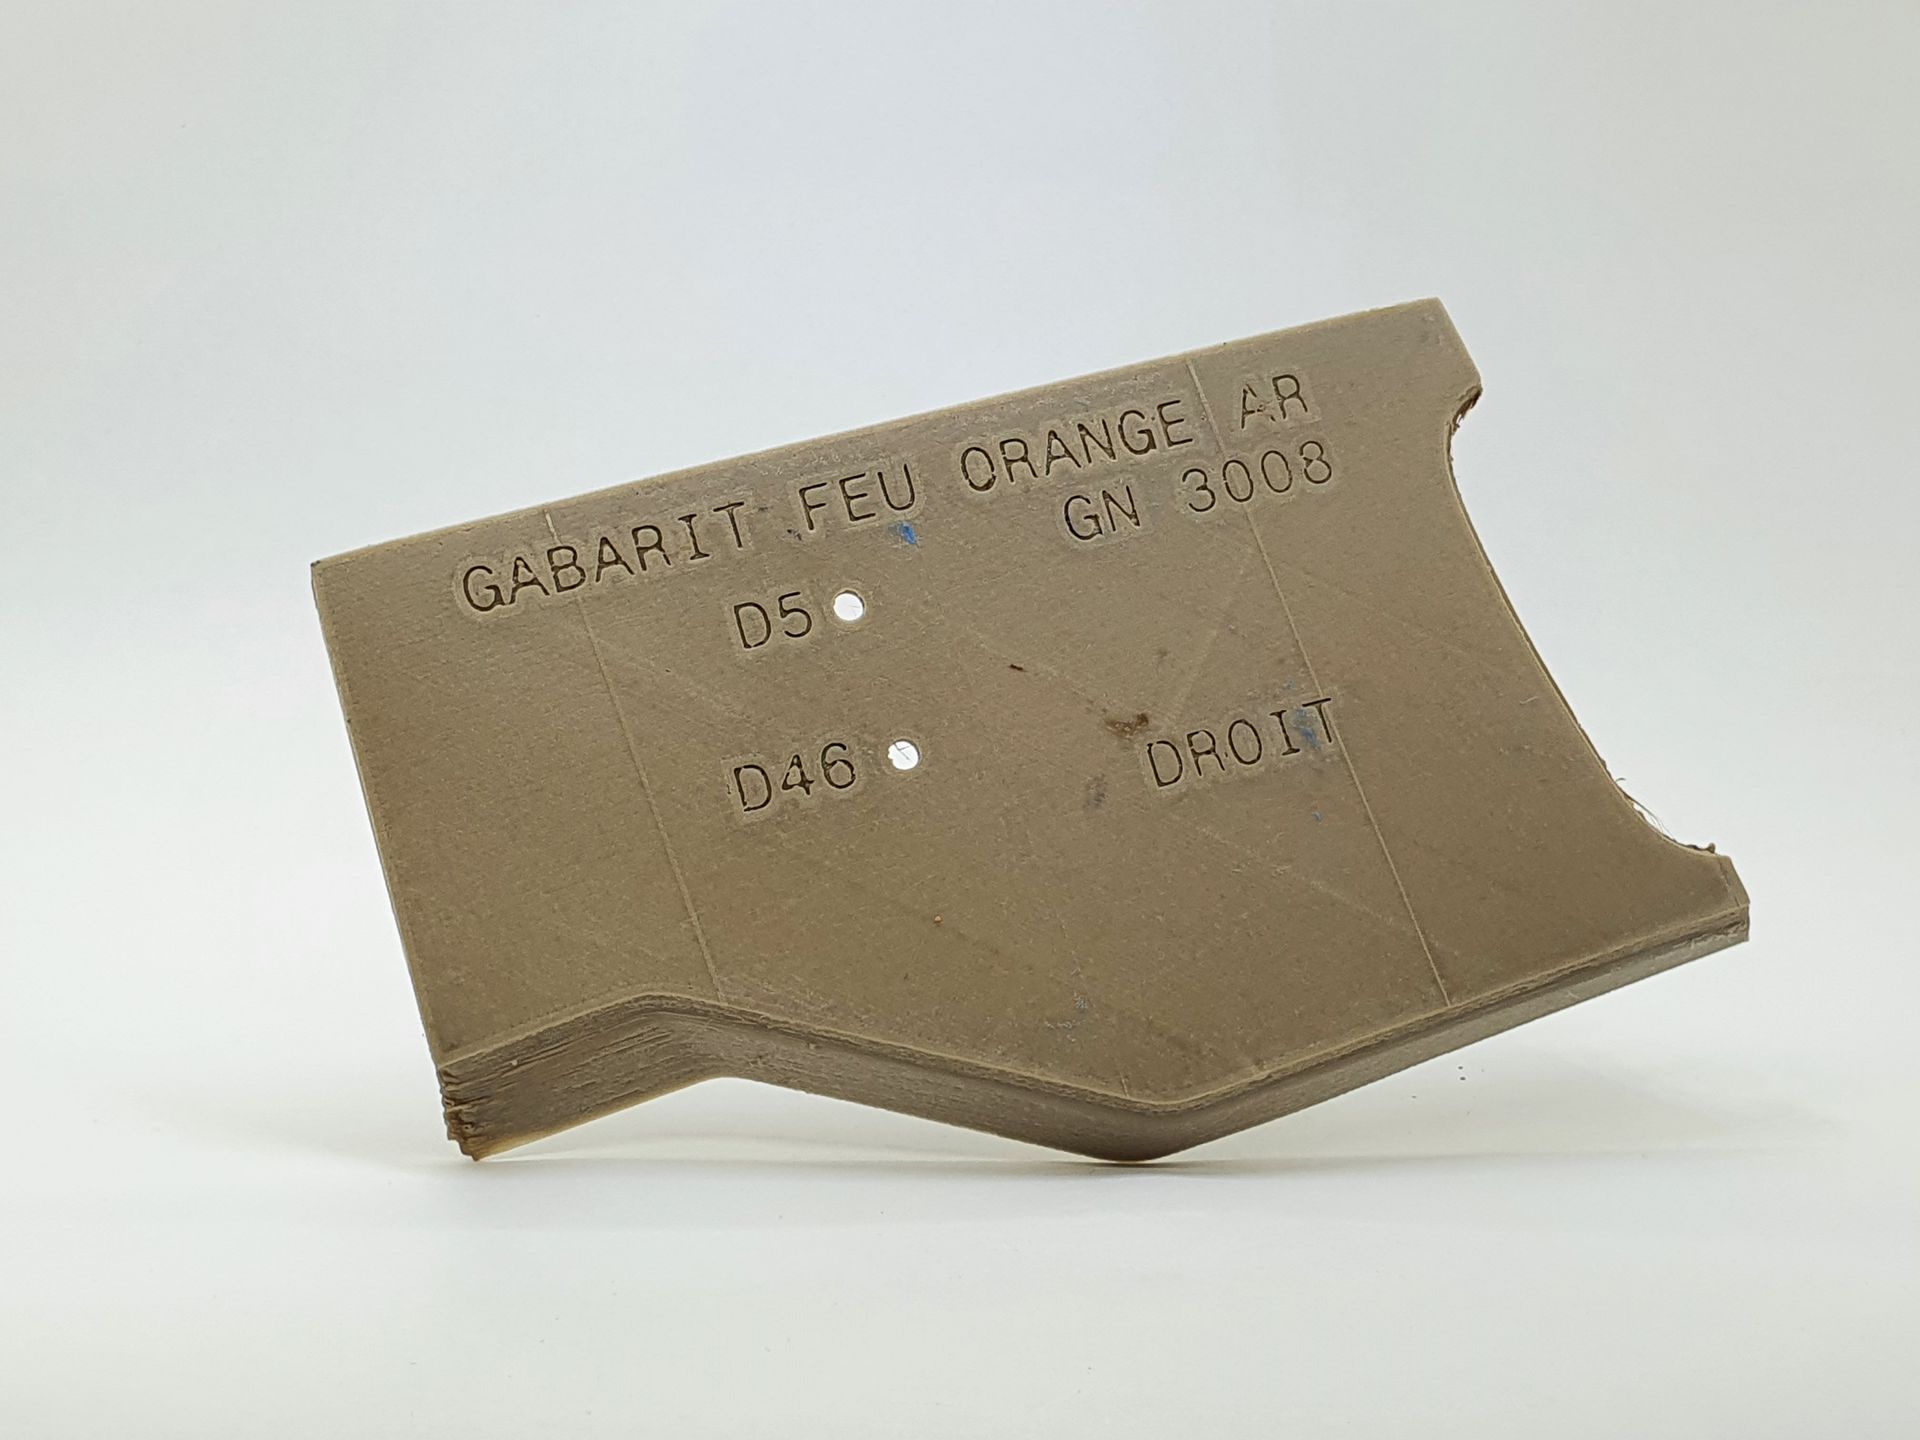 GABARIT FEU ORANGE AR
GN 3008
D5
D46
DROIT